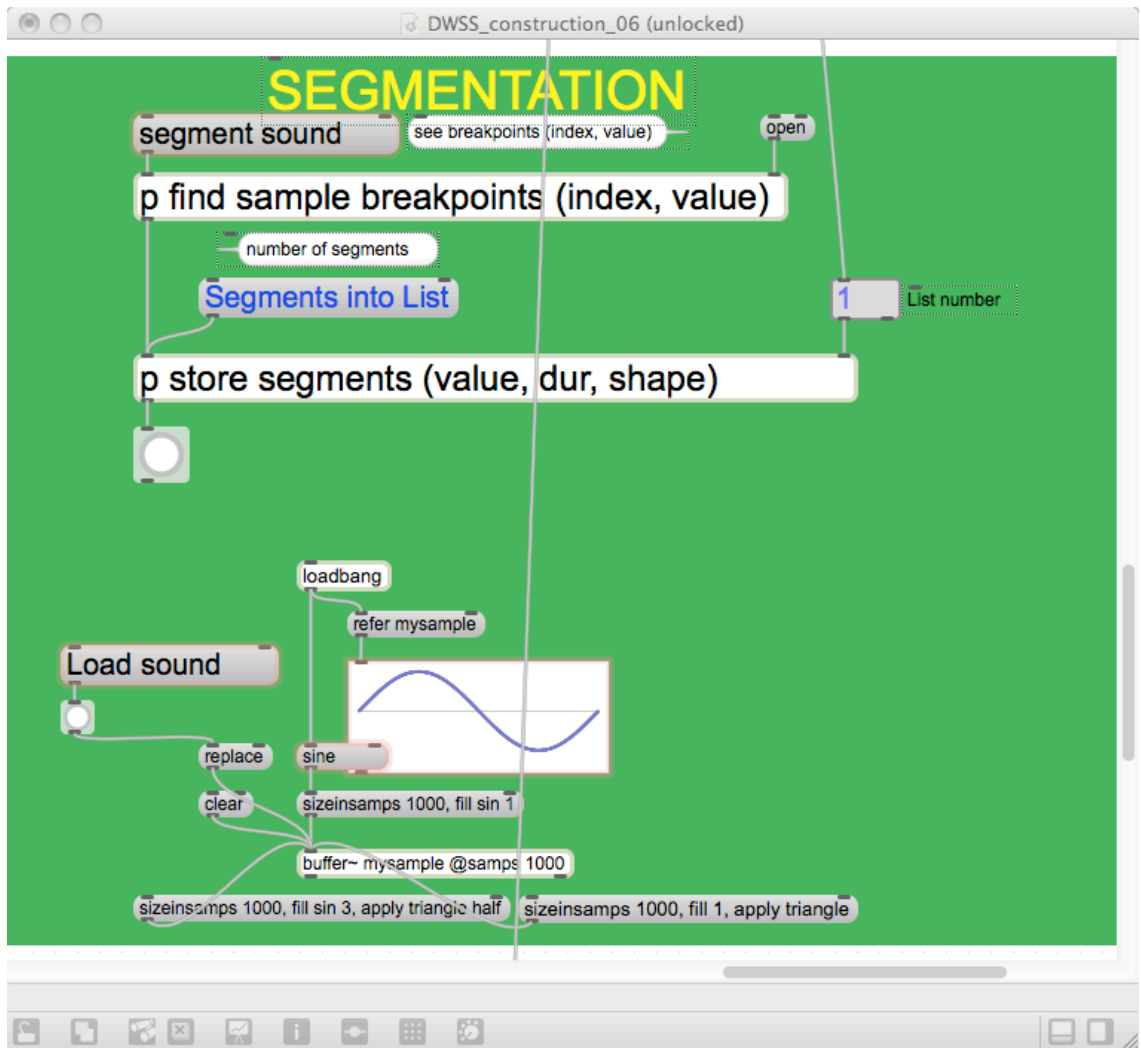 DWSS_construction_06 (unlocked)
SEGMENTATION
segment sound
see breakpoints (index, value)
open
p find sample breakpoints (index, value)
number of segments
Segments into List
1
List number
p store segments (value, dur, shape)
loadbang
refer mysample
Load sound
replace
sine
clear
sizeinsamps 1000, fill sin 1
buffer~ mysample @samps 1000
sizeinsamps 1000, fill sin 3, apply triangle half
sizeinsamps 1000, fill 1, apply triangle